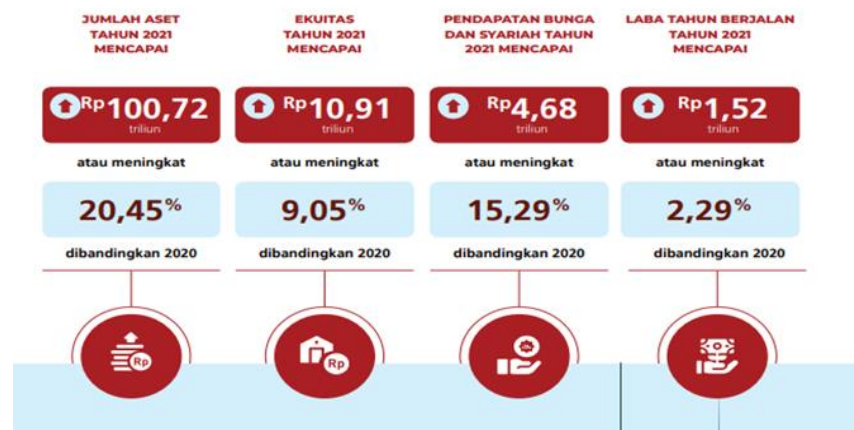 JUMLAH ASET
TAHUN 2021
MENCAPAI
Rp100,72
triliun
atau meningkat
20,45%
dibandingkan 2020
Rp
EKUITAS
TAHUN 2021
MENCAPAI
Rp10,91
triliun
atau meningkat
9,05%
dibandingkan 2020
Rp
PENDAPATAN BUNGA
DAN SYARIAH TAHUN
2021 MENCAPAI
Rp4,68
triliun
atau meningkat
15,29%
dibandingkan 2020
LABA TAHUN BERJALAN
TAHUN 2021
MENCAPAI
Rp1,52
triliun
atau meningkat
2,29%
dibandingkan 2020